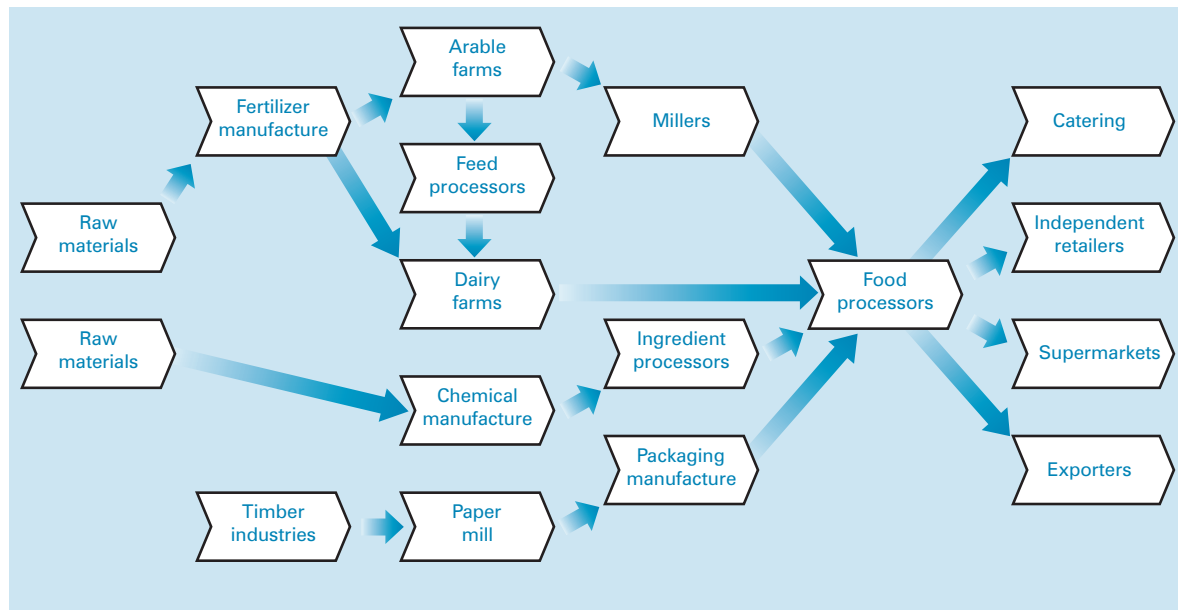 Arable
farms
Fertilizer
manufacture
Millers
Catering
Feed
processors
Raw
materials
Independent
retailers
Dairy
farms
Food
processors
Raw
materials
Ingredient
processors
Supermarkets
Chemical
manufacture
Packaging
manufacture
Exporters
Timber
industries
Paper
mill